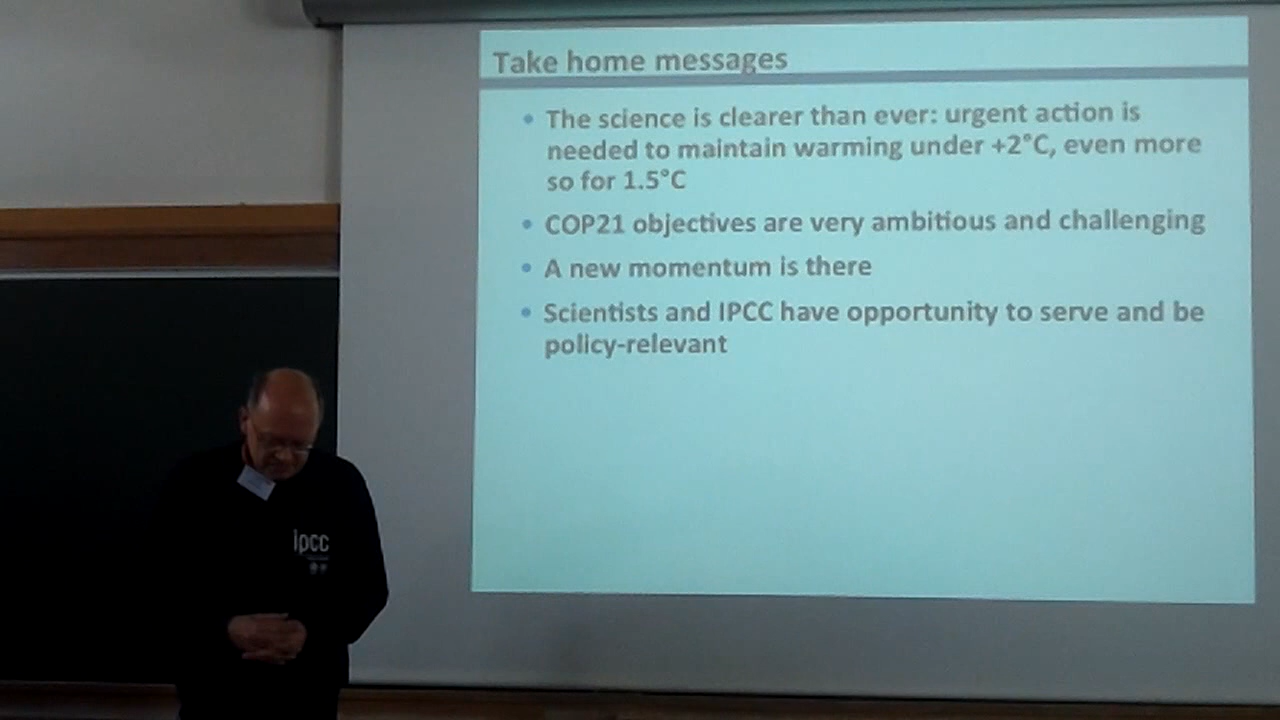 Take home messages
• The science is clearer than ever: urgent action is
needed to maintain warming under +2°C, even more
so for 1.5°C
• COP21 objectives are very ambitious and challenging
• A new momentum is there
• Scientists and IPCC have opportunity to serve and be
policy-relevant
ipcc